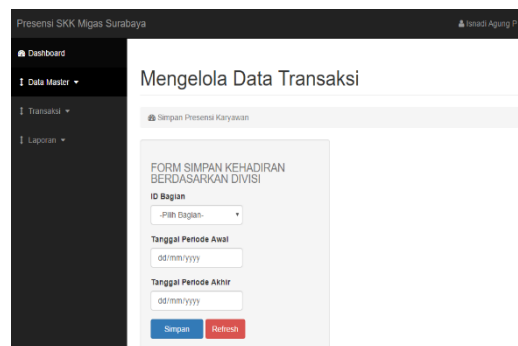 Presensi SKK Migas Surabaya
Isnadi Agung P
Dashboard
Data Master
Transaksi
Laporan
Mengelola Data Transaksi
Simpan Presensi Karyawan
FORM SIMPAN KEHADIRAN
BERDASARKAN DIVISI
ID Bagian
-Pilih Bagian-
Tanggal Periode Awal
dd/mm/yyyy
Tanggal Periode Akhir
dd/mm/yyyy
Simpan Refresh